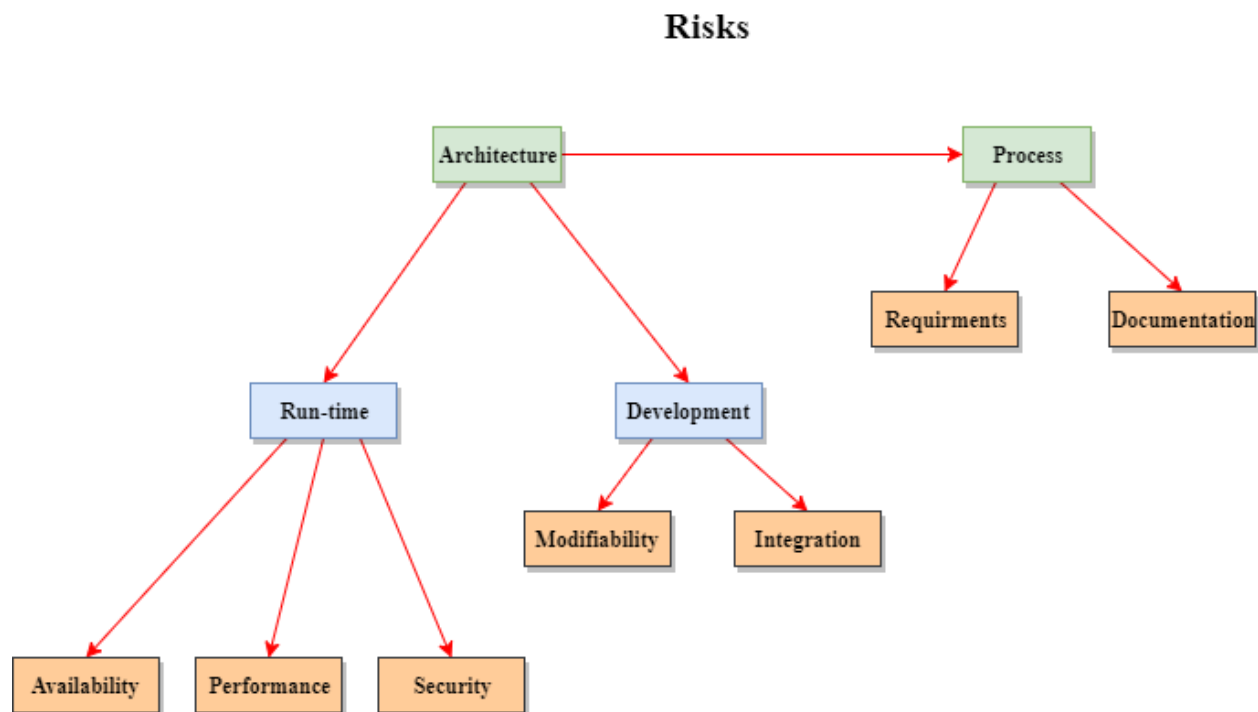 Risks
Architecture
Process
Requirments
Documentation
Run-time
Development
Modifiability
Integration
Availability
Performance
Security